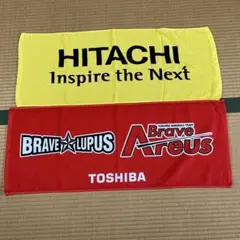 HITACHI
Inspire the Next
BRAVE LUPUS
Brave
Areus
TOSHIBA